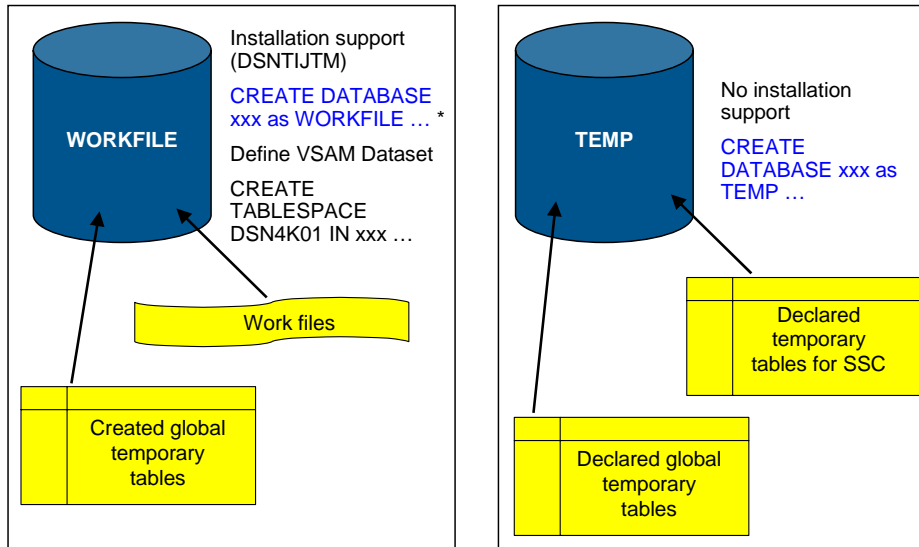 Installation support
(DSNTIJTM)
CREATE DATABASE
xxx as WORKFILE … *
Define VSAM Dataset
CREATE
TABLESPACE
DSN4K01 IN xxx …
WORKFILE
Work files
Created global
temporary
tables
No installation
support
CREATE
DATABASE xxx as
TEMP …
TEMP
Declared
temporary
tables for SSC
Declared global
temporary
tables